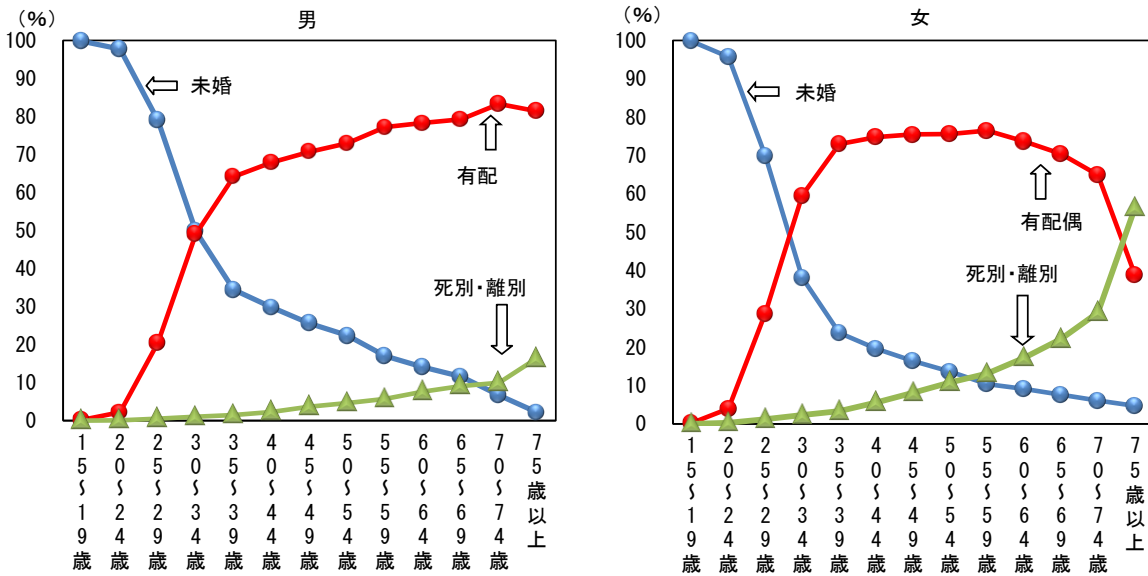 (%)
男
100
90
80
70
60
50
40
30
20
10
0
未婚
有配
死別・離別
15～19歳
20～24歳
25～29歳
30～34歳
35～39歳
40～44歳
45～49歳
50～54歳
55～59歳
60～64歳
65～69歳
70～74歳
75歳以上
(%)
女
100
90
80
70
60
50
40
30
20
10
0
未婚
有配偶
死別・離別
15～19歳
20～24歳
25～29歳
30～34歳
35～39歳
40～44歳
45～49歳
50～54歳
55～59歳
60～64歳
65～69歳
70～74歳
75歳以上